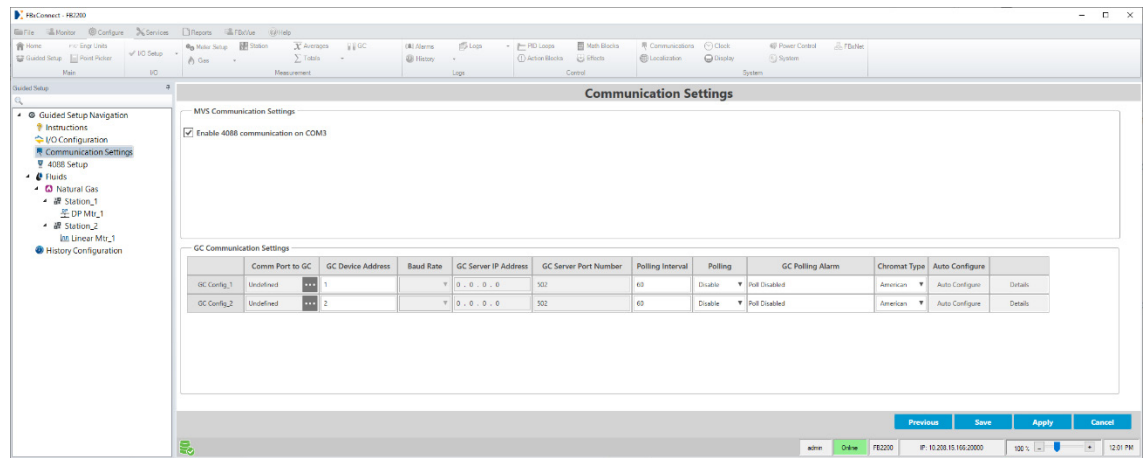 FBxConnect - FB2200
File Monitor Configure Services Reports FBxVue Help
Home Engr Units I/O Setup Meter Setup Station Averages GC Alarms Logs PID Loops Math Blocks Communications Clock Power Control FBxNet
Guided Setup Point Picker Gas Totals History Action Blocks Effects Localization Display System
Main I/O Measurement Logs Control System
Guided Setup
Communication Settings
Guided Setup Navigation
Instructions
I/O Configuration
Communication Settings
4088 Setup
Fluids
Natural Gas
Station_1
DP Mtr_1
Station_2
Linear Mtr_1
History Configuration
MVS Communication Settings
Enable 4088 communication on COM3
GC Communication Settings
Comm Port to GC GC Device Address Baud Rate GC Server IP Address GC Server Port Number Polling Interval Polling GC Polling Alarm Chromat Type Auto Configure
GC Config_1 Undefined ... 1 0 . 0 . 0 . 0 502 60 Disable Poll Disabled American Auto Configure Details
GC Config_2 Undefined ... 2 0 . 0 . 0 . 0 502 60 Disable Poll Disabled American Auto Configure Details
Previous Save Apply Cancel
admin Online FB2200 IP: 10.208.15.166:20000 100 % - + 12:01 PM